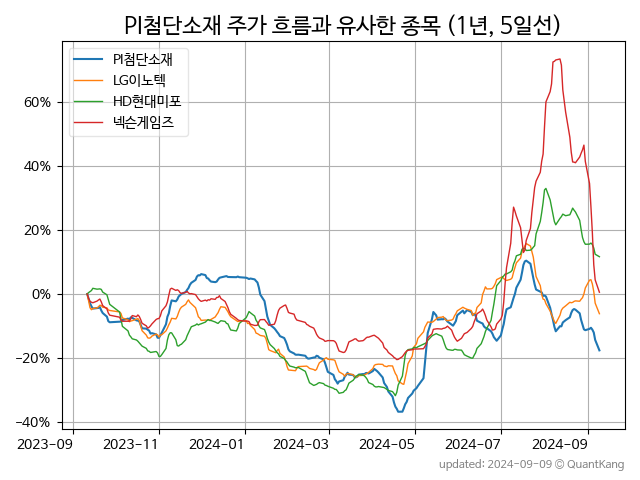 PI첨단소재 주가 흐름과 유사한 종목 (1년, 5일선)
PI첨단소재
LG이노텍
HD현대미포
넥슨게임즈
60%
40%
20%
0%
−20%
−40%
2023-09 2023-11 2024-01 2024-03 2024-05 2024-07 2024-09
updated: 2024-09-09 © QuantKang